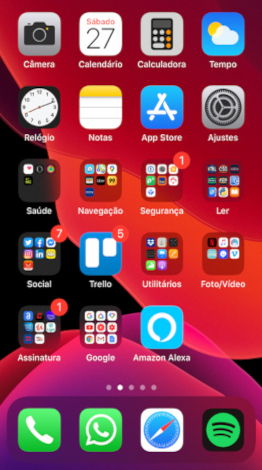 Sábado
27
Câmera Calendário Calculadora Tempo
Relógio Notas App Store Ajustes
1
Saúde Navegação Segurança Ler
7 5
Social Trello Utilitários Foto/Vídeo
1
Assinatura Google Amazon Alexa